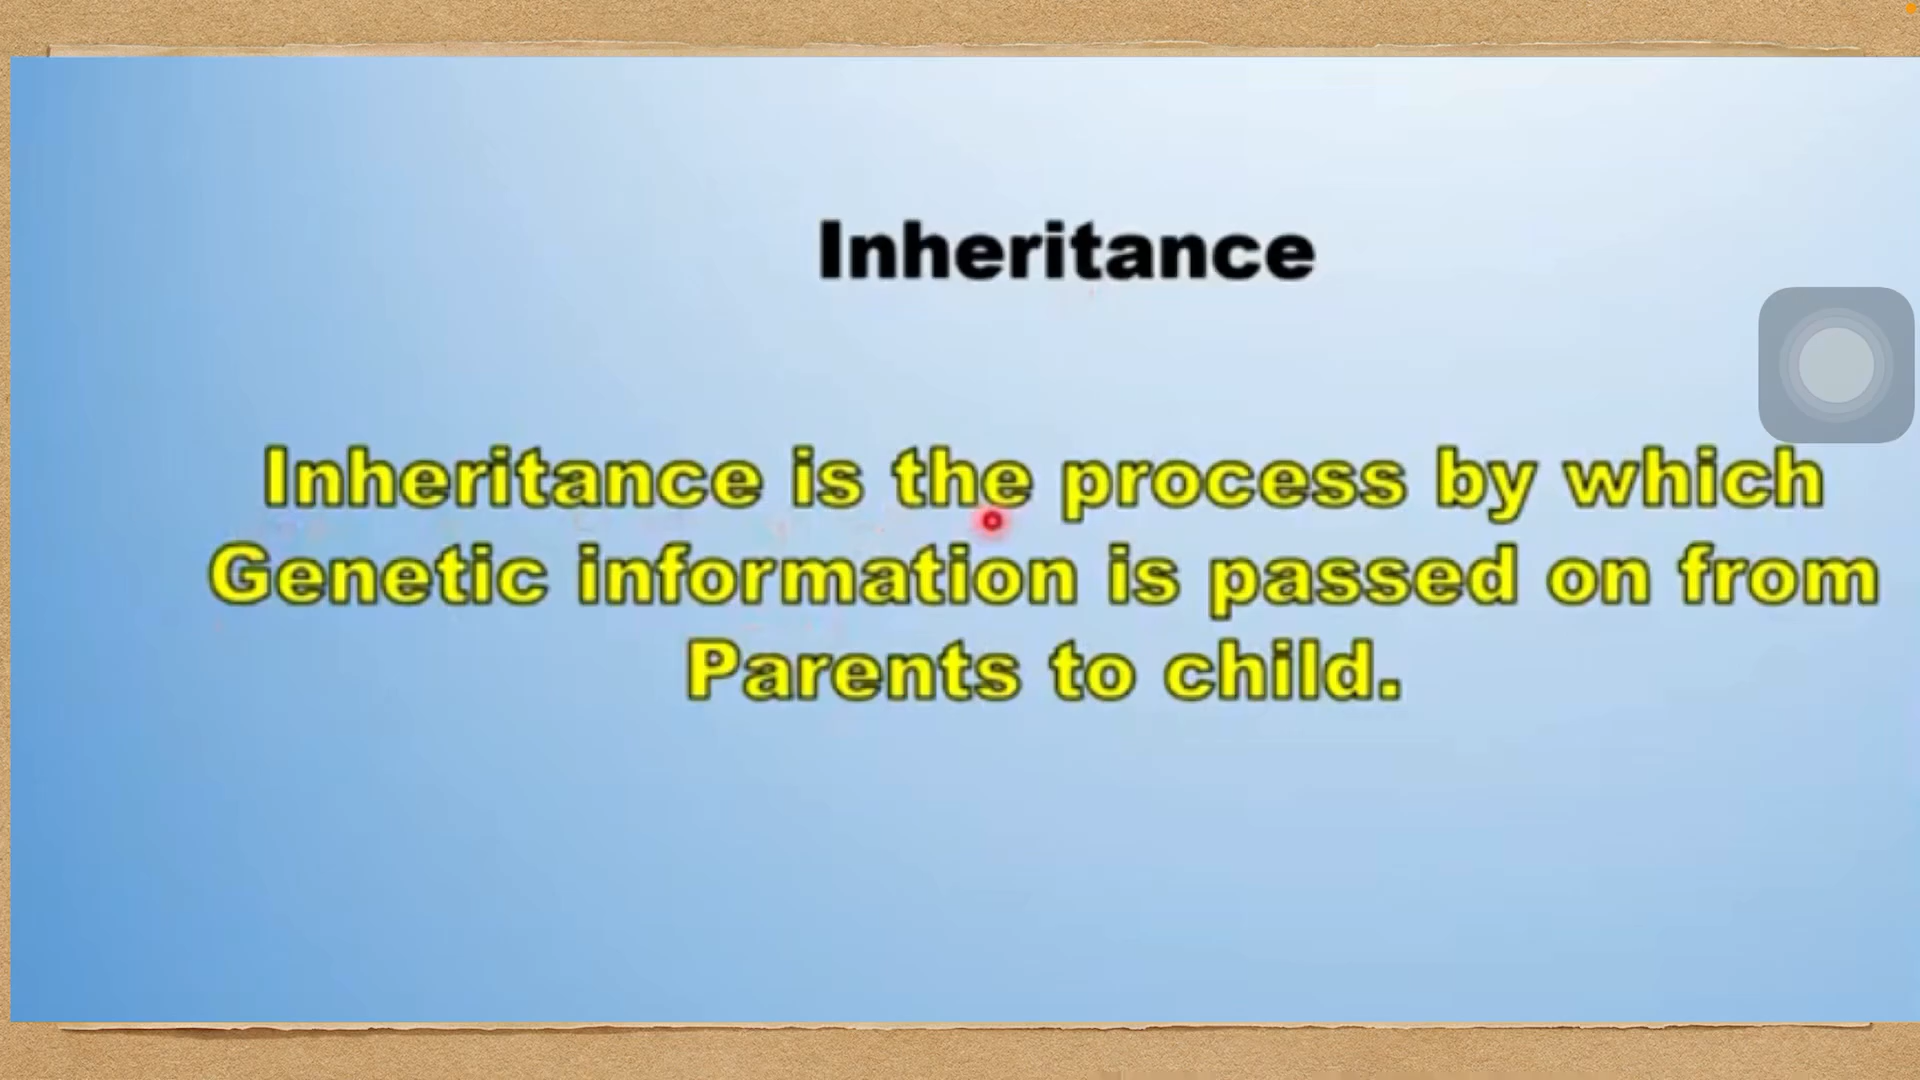 Inheritance
Inheritance is the process by which
Genetic information is passed on from
Parents to child.